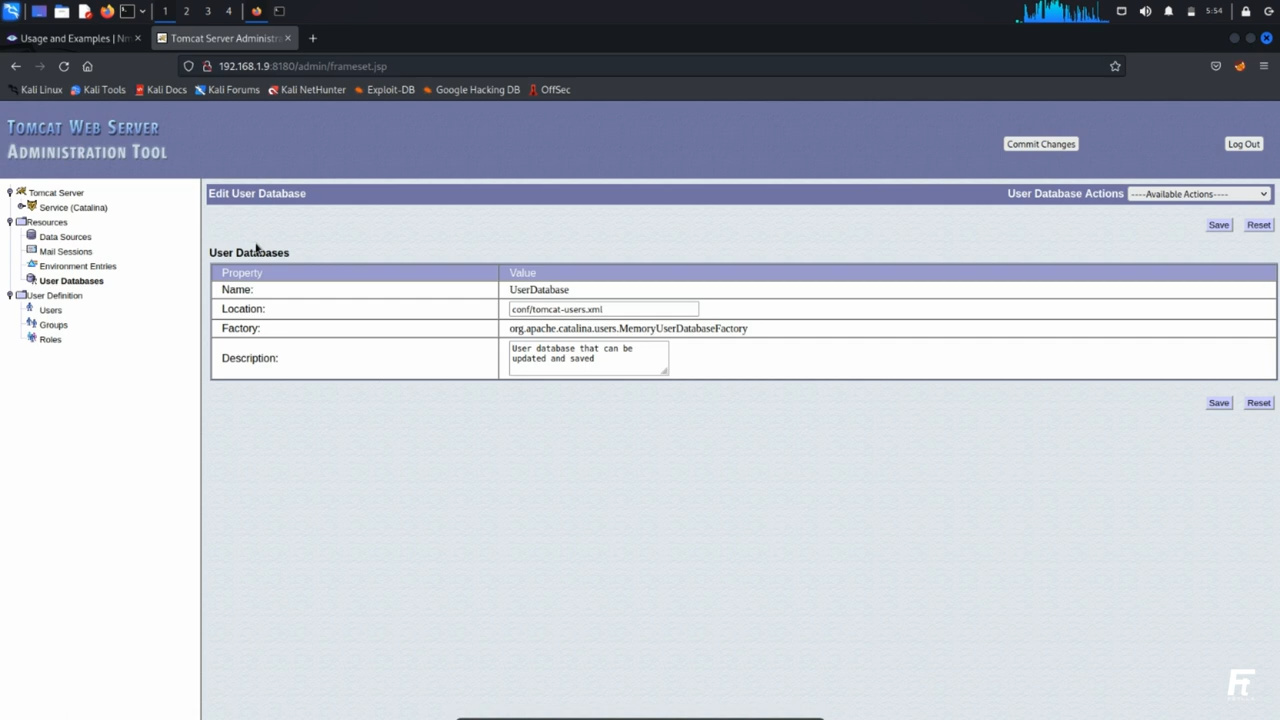 1 2 3 4 5:54
Usage and Examples | Nm × Tomcat Server Administra × +
192.168.1.9:8180/admin/frameset.jsp
Kali Linux Kali Tools Kali Docs Kali Forums Kali NetHunter Exploit-DB Google Hacking DB OffSec
TOMCAT WEB SERVER
ADMINISTRATION TOOL
Commit Changes Log Out
Tomcat Server
Service (Catalina)
Resources
Data Sources
Mail Sessions
Environment Entries
User Databases
User Definition
Users
Groups
Roles
Edit User Database User Database Actions ----Available Actions----
Save Reset
User Databases
Property Value
Name: UserDatabase
Location: conf/tomcat-users.xml
Factory: org.apache.catalina.users.MemoryUserDatabaseFactory
Description: User database that can be
updated and saved
Save Reset